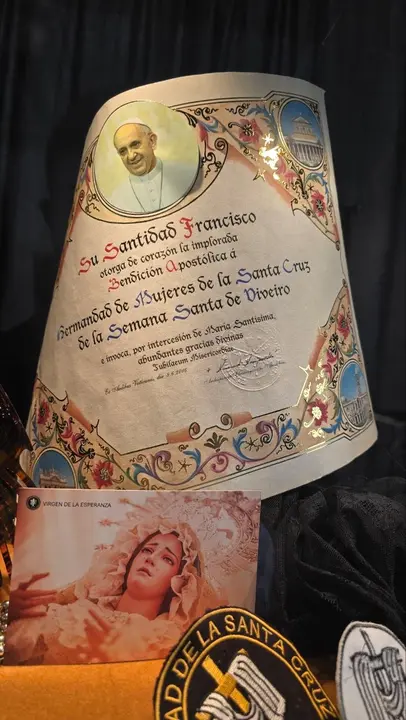 Su Santidad Francisco
otorga de corazón la implorada
Bendición Apostólica á
Hermandad de Mujeres de la Santa Cruz
de la Semana Santa de Viveiro
e invoca, por intercesión de María Santísima,
abundantes gracias divinas
Jubilaeum Misericordiae
VIRGEN DE LA ESPERANZA
AD DE LA SANTA CRUZ